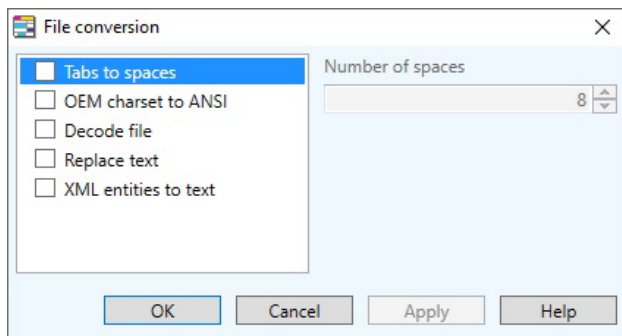 File conversion
Tabs to spaces
OEM charset to ANSI
Decode file
Replace text
XML entities to text
Number of spaces
8
OK Cancel Apply Help